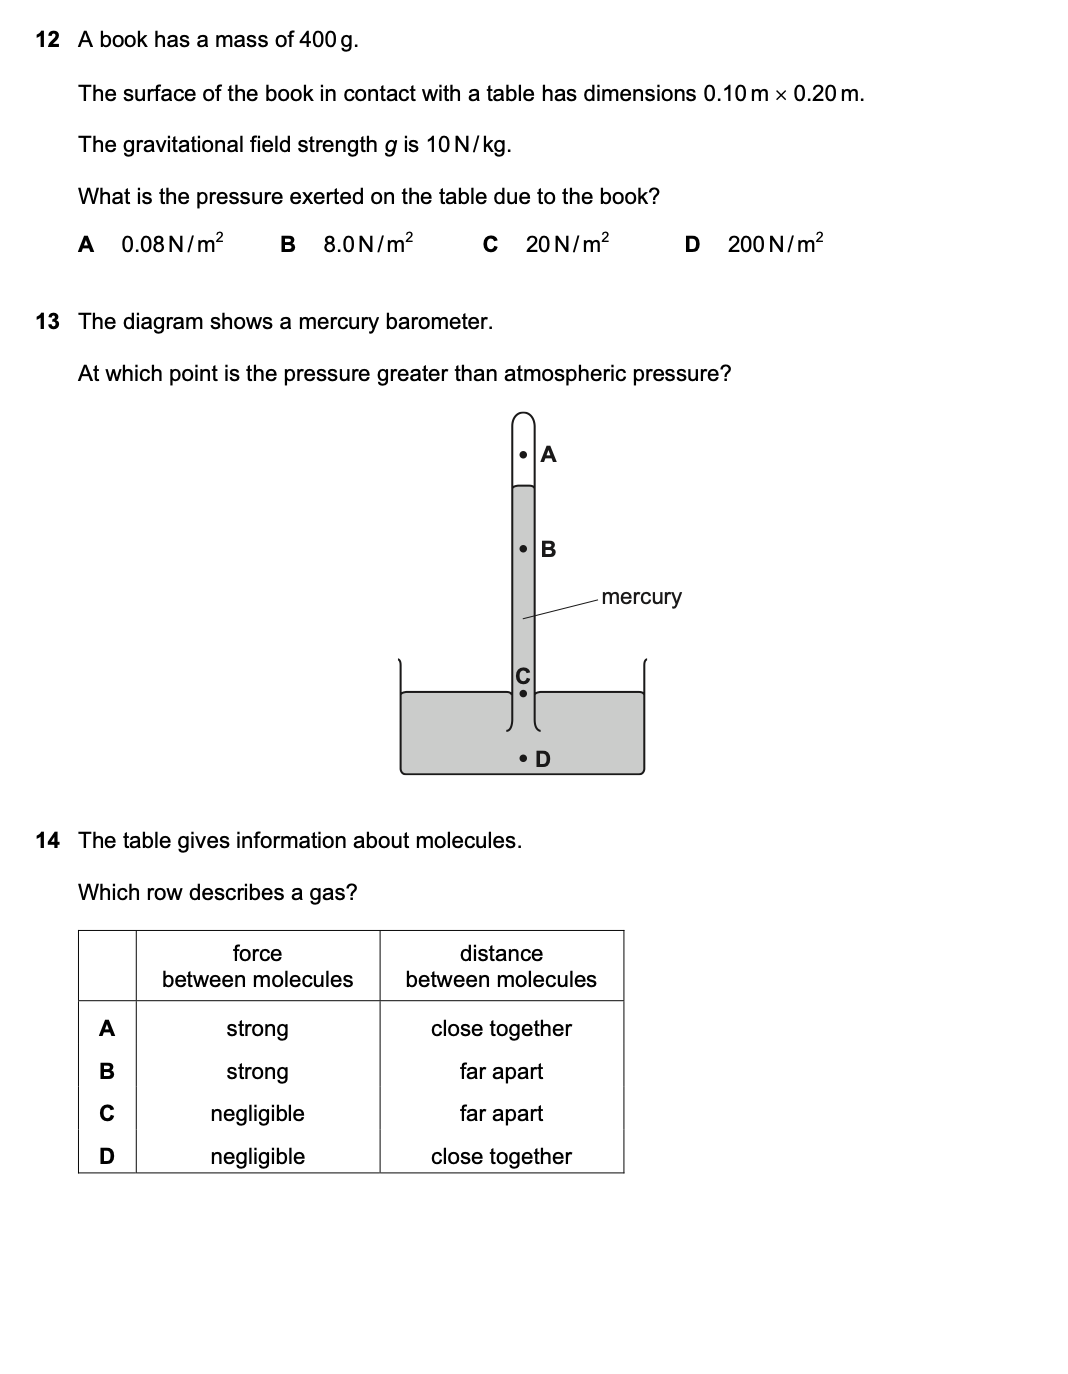 12 A book has a mass of 400 g.
The surface of the book in contact with a table has dimensions 0.10 m × 0.20 m.
The gravitational field strength g is 10 N/kg.
What is the pressure exerted on the table due to the book?
A 0.08 N/m² B 8.0 N/m² C 20 N/m² D 200 N/m²
13 The diagram shows a mercury barometer.
At which point is the pressure greater than atmospheric pressure?
A
B
mercury
C
D
14 The table gives information about molecules.
Which row describes a gas?
force distance
between molecules between molecules
A strong close together
B strong far apart
C negligible far apart
D negligible close together